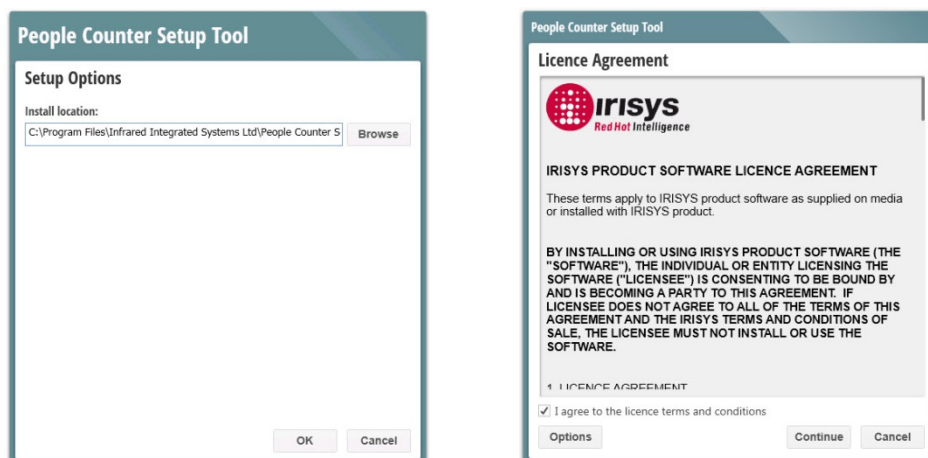 People Counter Setup Tool
Setup Options
Install location:
C:\Program Files\Infrared Integrated Systems Ltd\People Counter S
Browse
OK
Cancel
People Counter Setup Tool
Licence Agreement
irisys
Red Hot Intelligence
IRISYS PRODUCT SOFTWARE LICENCE AGREEMENT
These terms apply to IRISYS product software as supplied on media
or installed with IRISYS product.
BY INSTALLING OR USING IRISYS PRODUCT SOFTWARE (THE
"SOFTWARE"), THE INDIVIDUAL OR ENTITY LICENSING THE
SOFTWARE ("LICENSEE") IS CONSENTING TO BE BOUND BY
AND IS BECOMING A PARTY TO THIS AGREEMENT. IF
LICENSEE DOES NOT AGREE TO ALL OF THE TERMS OF THIS
AGREEMENT AND THE IRISYS TERMS AND CONDITIONS OF
SALE, THE LICENSEE MUST NOT INSTALL OR USE THE
SOFTWARE.
1. LICENCE AGREEMENT
I agree to the licence terms and conditions
Options
Continue
Cancel